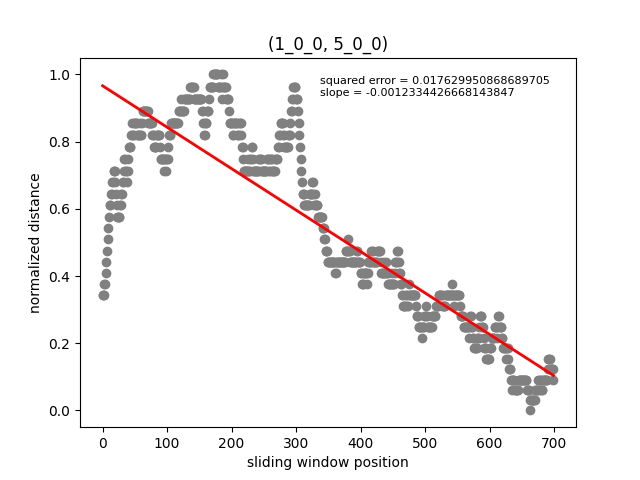 (1_0_0, 5_0_0)
squared error = 0.017629950868689705
slope = -0.0012334426668143847
1.0
0.8
0.6
0.4
0.2
0.0
normalized distance
0 100 200 300 400 500 600 700
sliding window position